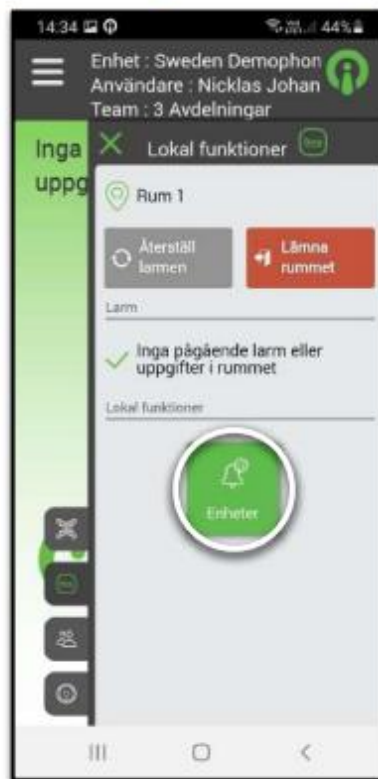 14:34
44%
Enhet : Sweden Demophon
Användare : Nicklas Johan
Team : 3 Avdelningar
Inga
uppg
Lokal funktioner
Rum 1
Återställ
larmen
Lämna
rummet
Larm
Inga pågående larm eller
uppgifter i rummet
Lokal funktioner
Enheter